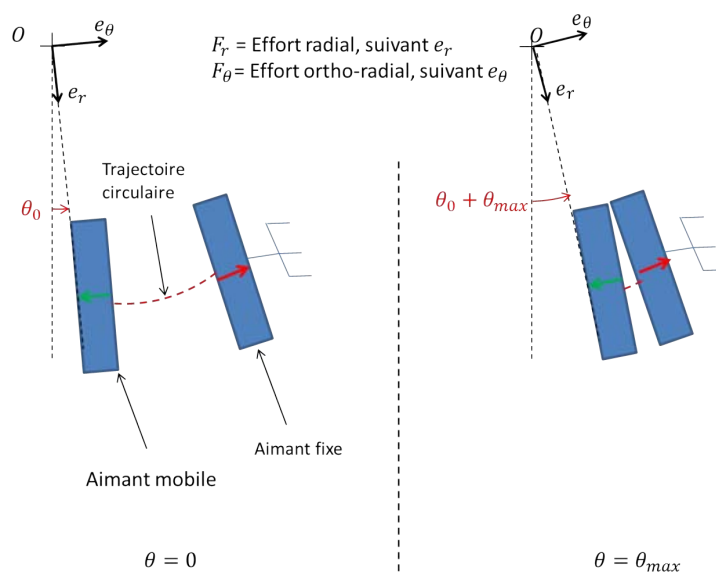 O
e_θ
e_r
F_r = Effort radial, suivant e_r
F_θ= Effort ortho-radial, suivant e_θ
O
e_θ
e_r
Trajectoire
circulaire
θ_0
θ_0 + θ_max
Aimant fixe
Aimant mobile
θ = 0
θ = θ_max